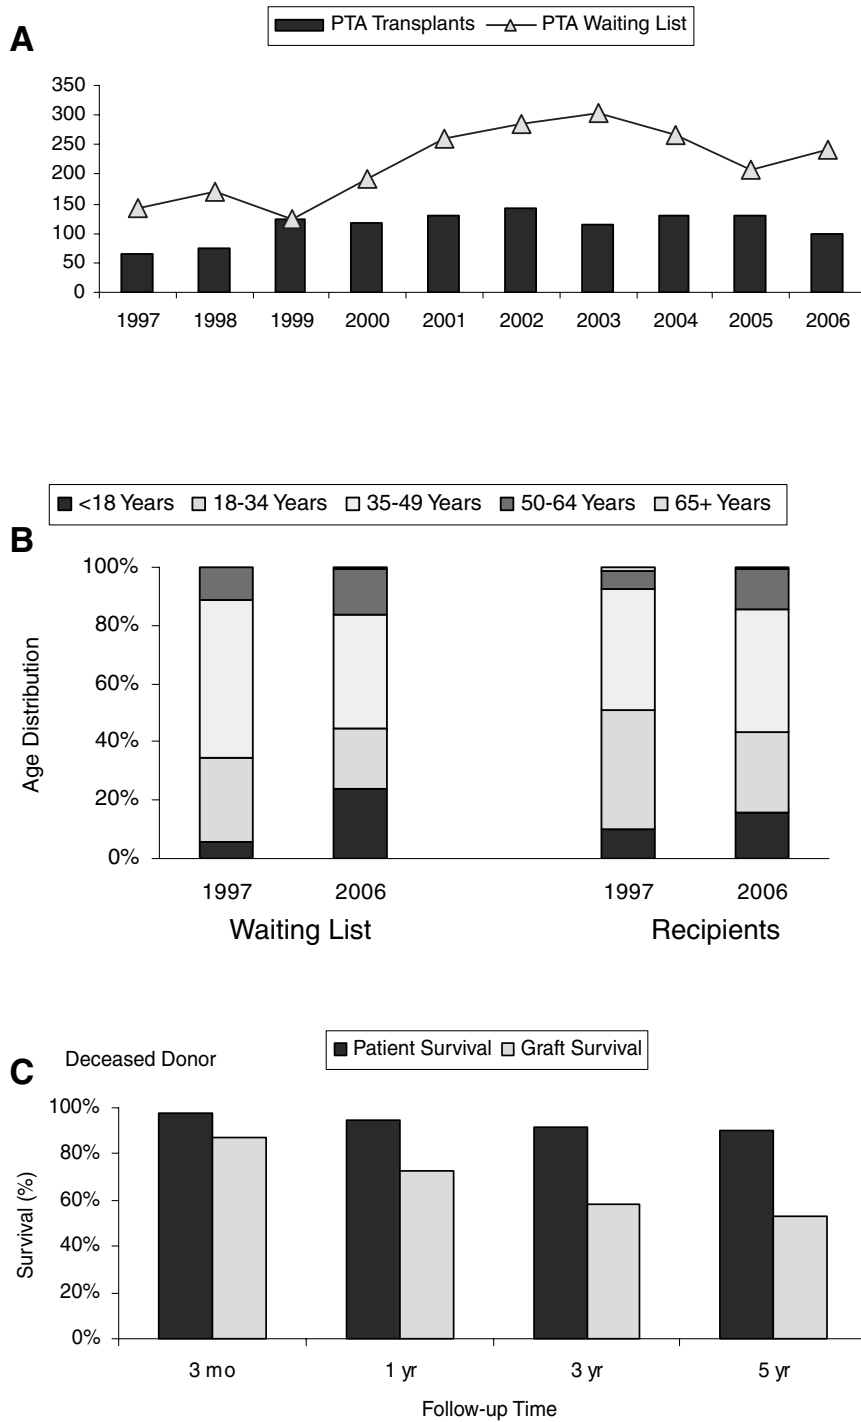 PTA Transplants PTA Waiting List
A
350
300
250
200
150
100
50
0
1997 1998 1999 2000 2001 2002 2003 2004 2005 2006
<18 Years 18-34 Years 35-49 Years 50-64 Years 65+ Years
B
100%
80%
60%
40%
20%
0%
Age Distribution
1997 2006 1997 2006
Waiting List Recipients
Patient Survival Graft Survival
C Deceased Donor
100%
80%
60%
40%
20%
0%
Survival (%)
3 mo 1 yr 3 yr 5 yr
Follow-up Time